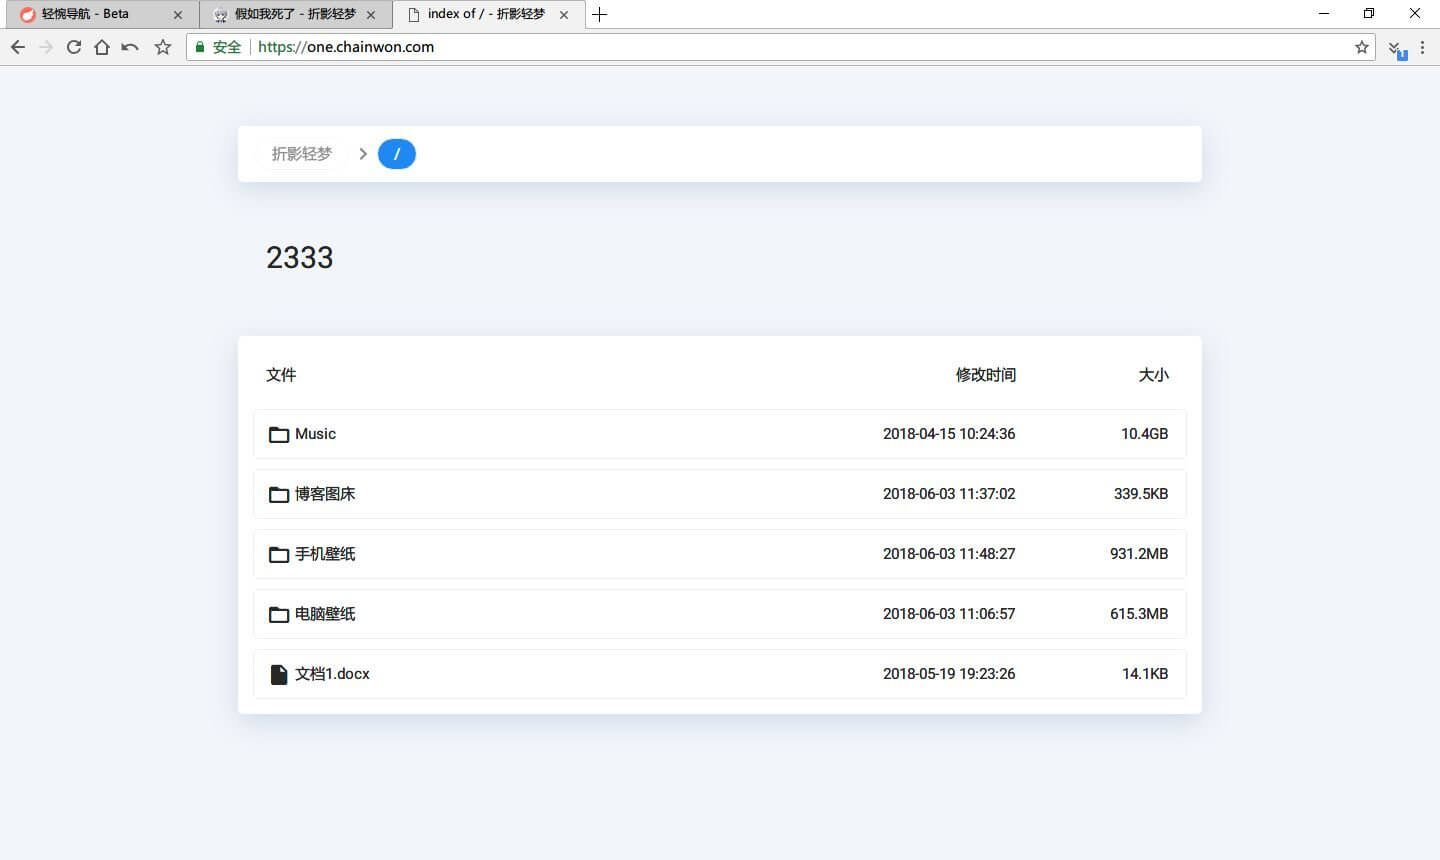 轻惋导航 - Beta
假如我死了 - 折影轻梦
index of / - 折影轻梦
安全 https://one.chainwon.com
折影轻梦 > /
2333
文件 修改时间 大小
Music 2018-04-15 10:24:36 10.4GB
博客图床 2018-06-03 11:37:02 339.5KB
手机壁纸 2018-06-03 11:48:27 931.2MB
电脑壁纸 2018-06-03 11:06:57 615.3MB
文档1.docx 2018-05-19 19:23:26 14.1KB